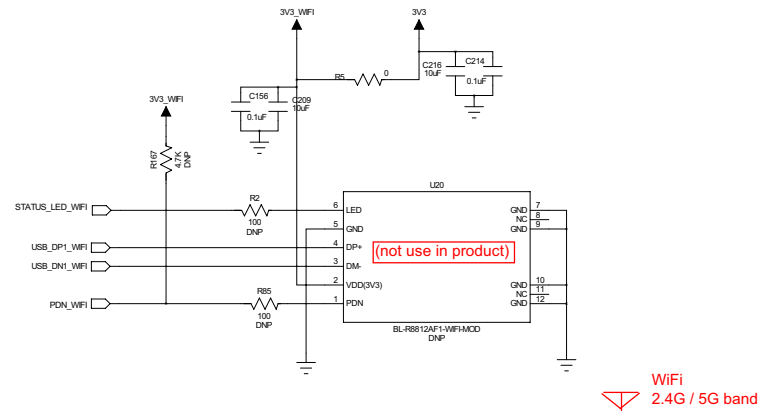 3V3_WIFI
3V3
R5
0
C216
10uF
C214
0.1uF
C156
0.1uF
C209
10uF
3V3_WIFI
R167
4.7K
DNP
U20
STATUS_LED_WIFI
R2
100
DNP
6
LED
GND
7
NC
8
5
GND
GND
9
USB_DP1_WIFI
4
DP+
(not use in product)
USB_DN1_WIFI
3
DM-
2
VDD(3V3)
GND
10
NC
11
PDN_WIFI
R85
100
DNP
1
PDN
GND
12
BL-R8812AF1-WIFI-MOD
DNP
WiFi
2.4G / 5G band